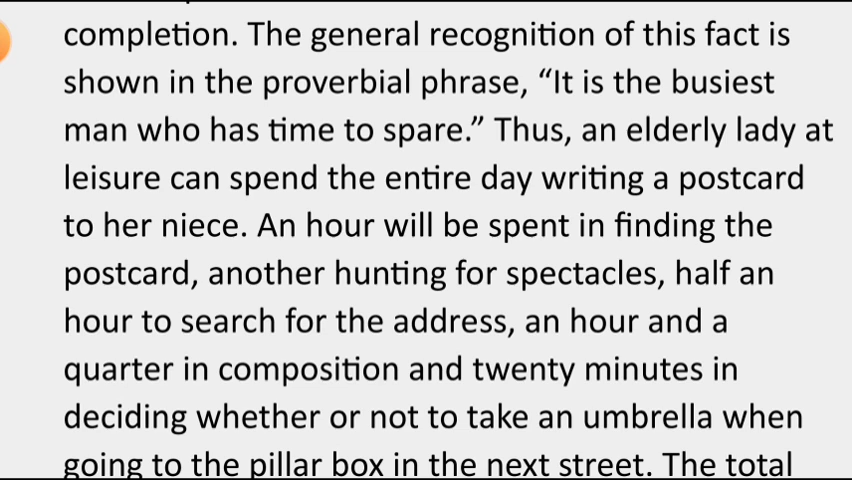 completion. The general recognition of this fact is
shown in the proverbial phrase, “It is the busiest
man who has time to spare.” Thus, an elderly lady at
leisure can spend the entire day writing a postcard
to her niece. An hour will be spent in finding the
postcard, another hunting for spectacles, half an
hour to search for the address, an hour and a
quarter in composition and twenty minutes in
deciding whether or not to take an umbrella when
going to the pillar box in the next street. The total